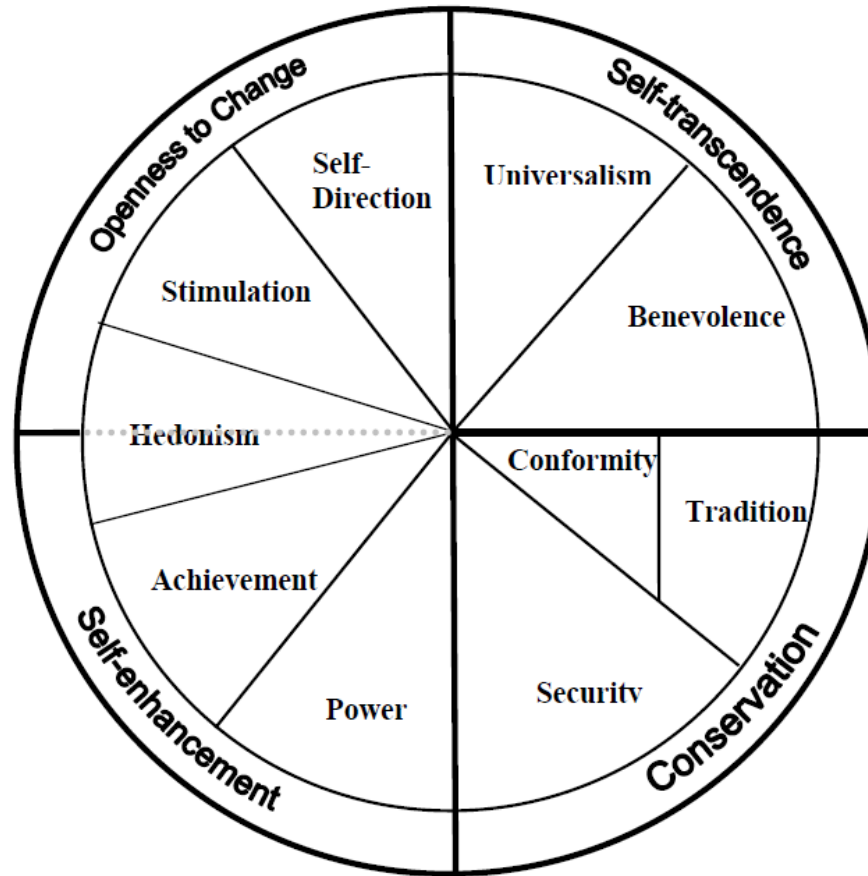 Openness to Change
Self-transcendence
Self-
Direction
Universalism
Stimulation
Benevolence
Hedonism
Conformity
Tradition
Achievement
Power
Security
Self-enhancement
Conservation